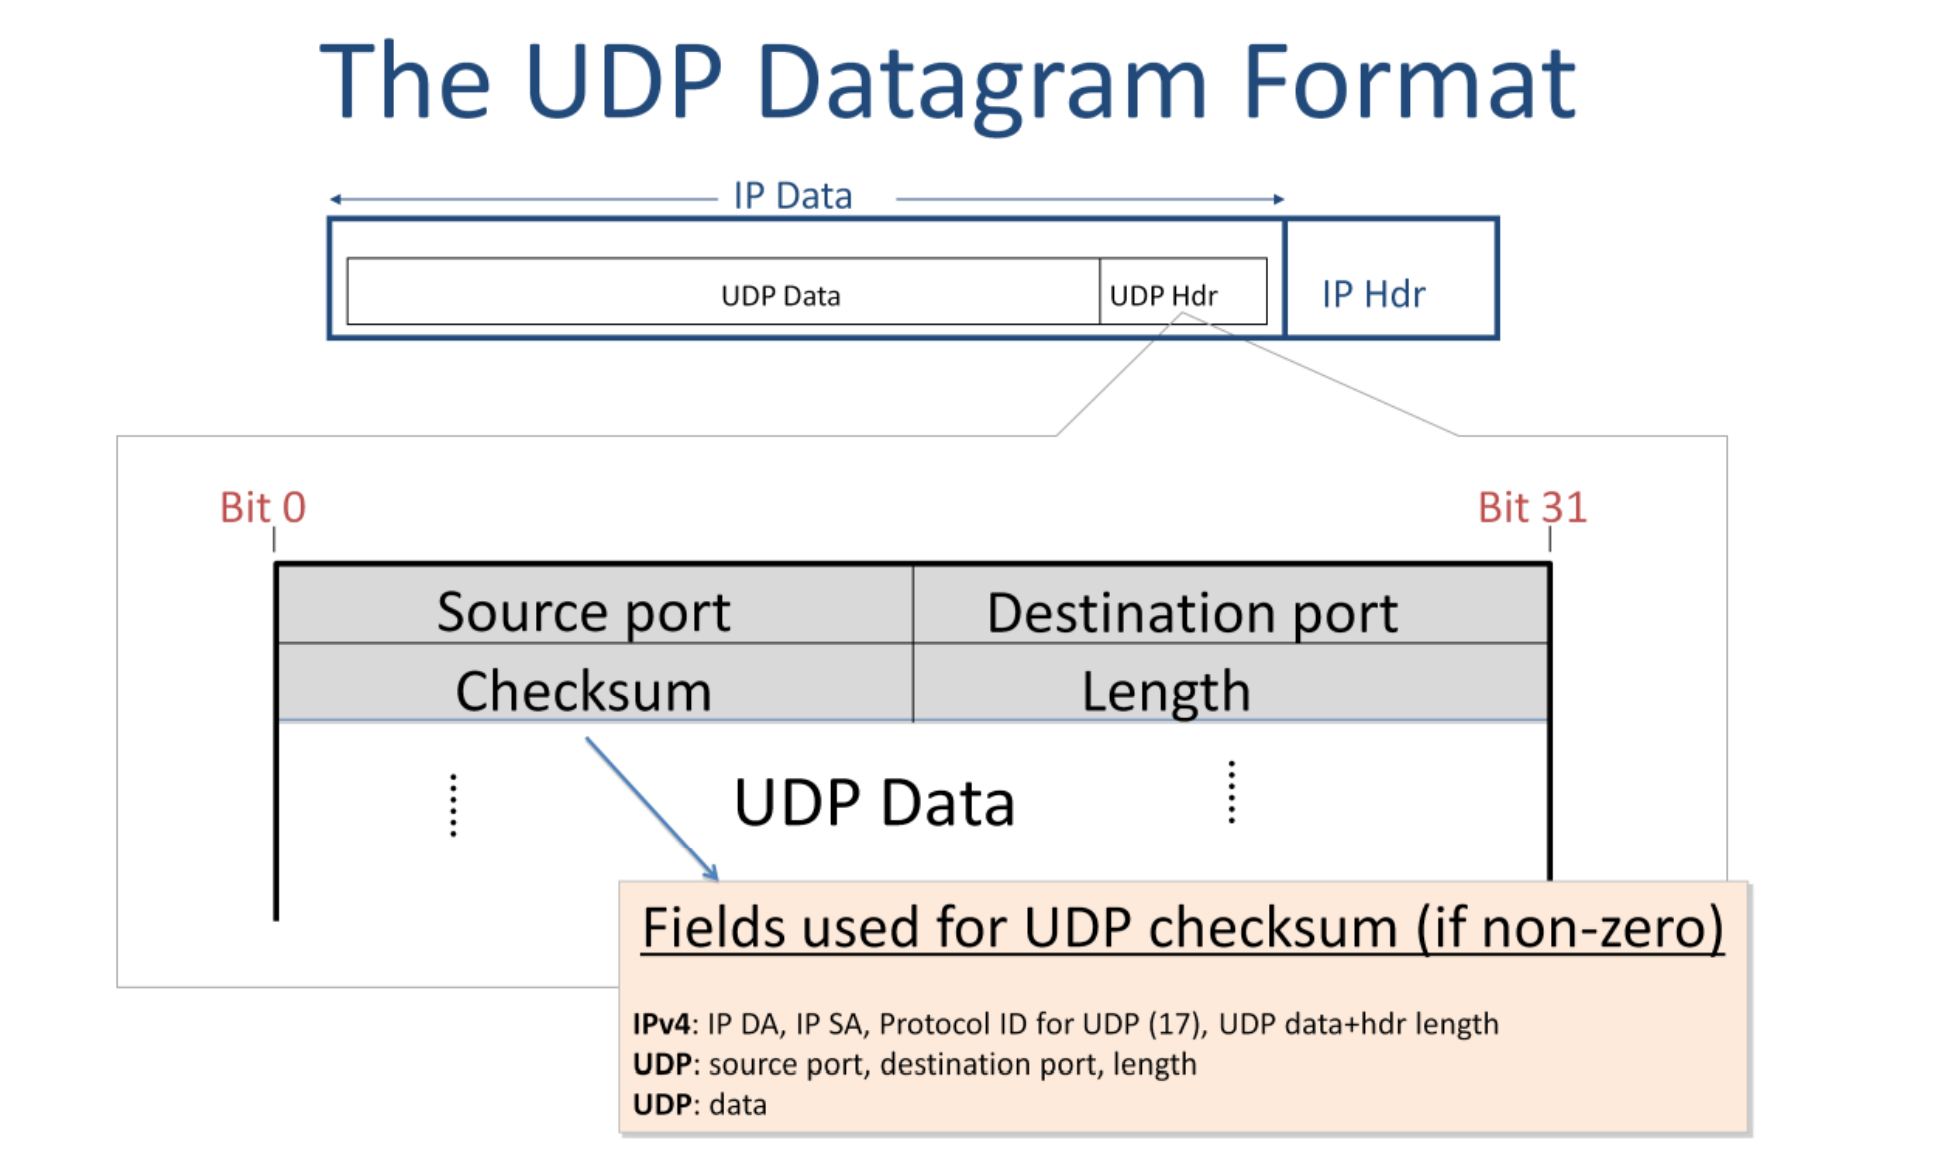 The UDP Datagram Format
IP Data
UDP Data
UDP Hdr
IP Hdr
Bit 0
Bit 31
Source port
Destination port
Checksum
Length
UDP Data
Fields used for UDP checksum (if non-zero)
IPv4: IP DA, IP SA, Protocol ID for UDP (17), UDP data+hdr length
UDP: source port, destination port, length
UDP: data